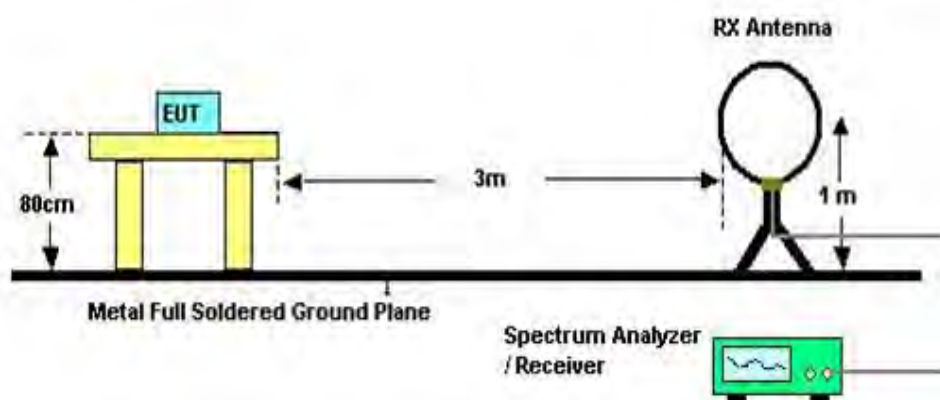 RX Antenna
EUT
3m
80cm
1 m
Metal Full Soldered Ground Plane
Spectrum Analyzer
/ Receiver